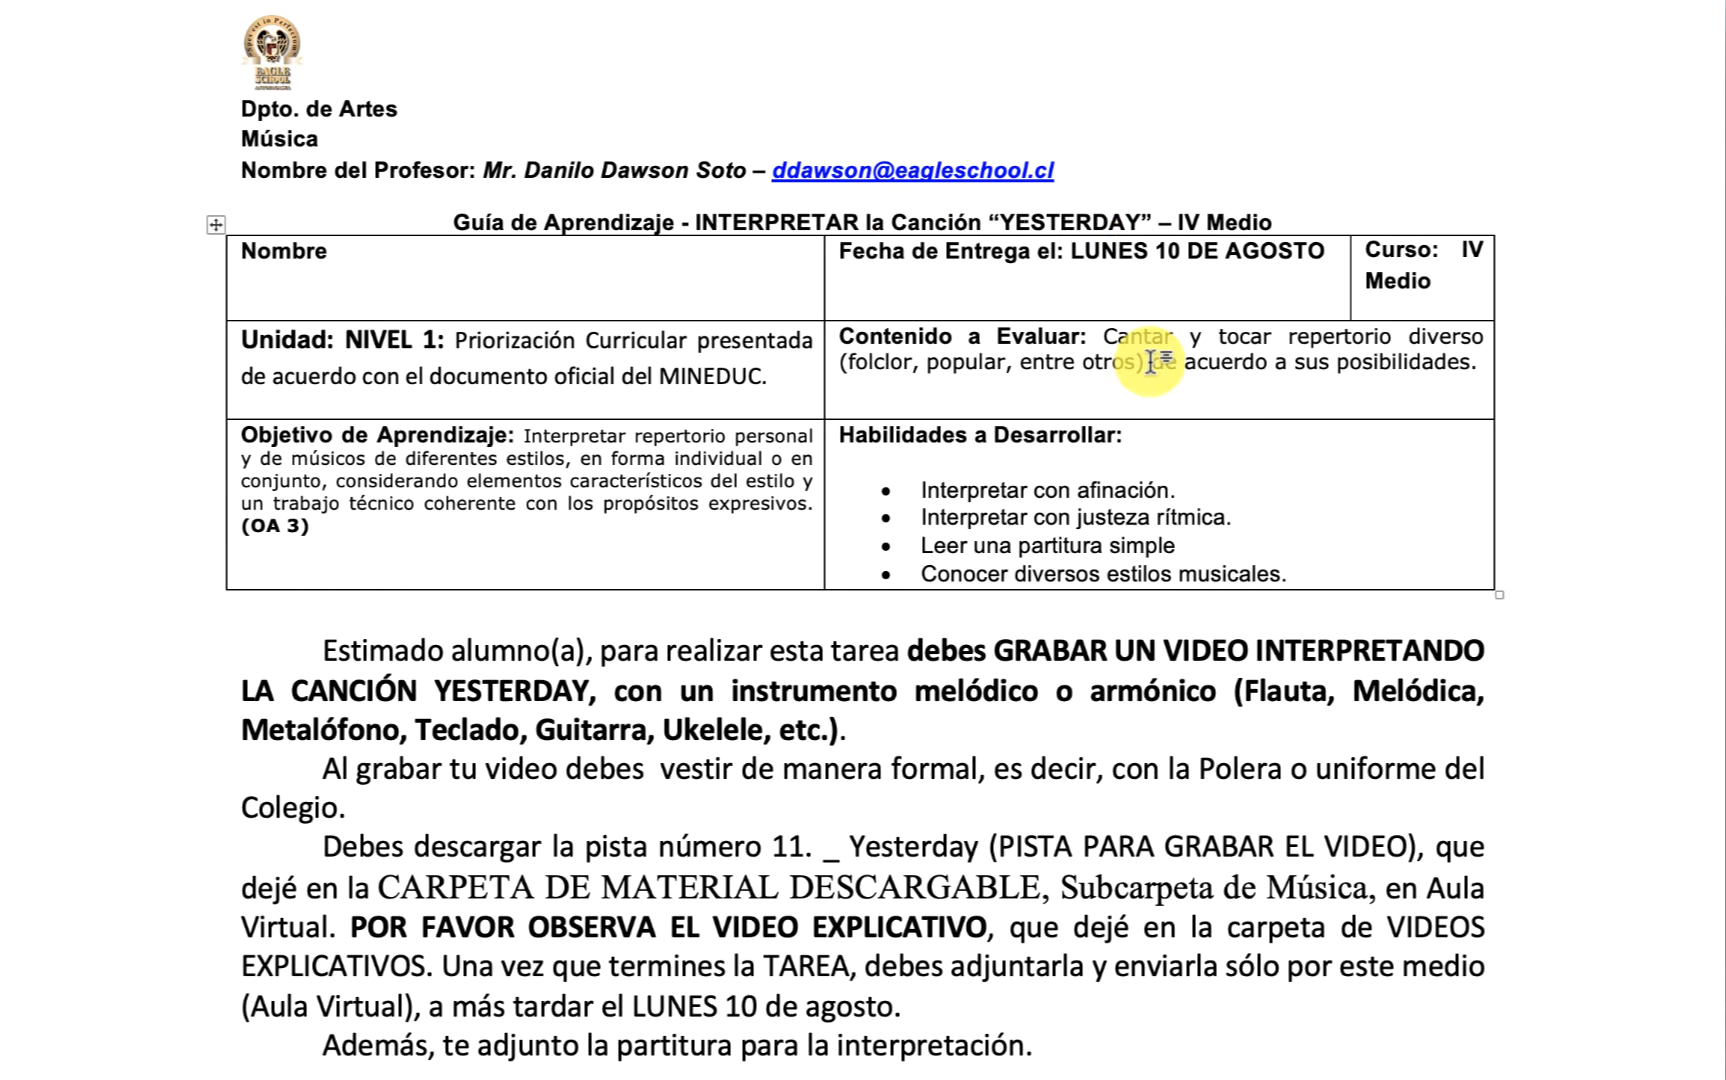 EAGLE
SCHOOL
Dpto. de Artes
Música
Nombre del Profesor: Mr. Danilo Dawson Soto – ddawson@eagleschool.cl
Guía de Aprendizaje - INTERPRETAR la Canción “YESTERDAY” – IV Medio
Nombre
Fecha de Entrega el: LUNES 10 DE AGOSTO
Curso: IV
Medio
Unidad: NIVEL 1: Priorización Curricular presentada
de acuerdo con el documento oficial del MINEDUC.
Contenido a Evaluar: Cantar y tocar repertorio diverso
(folclor, popular, entre otros) de acuerdo a sus posibilidades.
Objetivo de Aprendizaje: Interpretar repertorio personal
y de músicos de diferentes estilos, en forma individual o en
conjunto, considerando elementos característicos del estilo y
un trabajo técnico coherente con los propósitos expresivos.
(OA 3)
Habilidades a Desarrollar:
• Interpretar con afinación.
• Interpretar con justeza rítmica.
• Leer una partitura simple
• Conocer diversos estilos musicales.
Estimado alumno(a), para realizar esta tarea debes GRABAR UN VIDEO INTERPRETANDO
LA CANCIÓN YESTERDAY, con un instrumento melódico o armónico (Flauta, Melódica,
Metalófono, Teclado, Guitarra, Ukelele, etc.).
Al grabar tu video debes vestir de manera formal, es decir, con la Polera o uniforme del
Colegio.
Debes descargar la pista número 11. _ Yesterday (PISTA PARA GRABAR EL VIDEO), que
dejé en la CARPETA DE MATERIAL DESCARGABLE, Subcarpeta de Música, en Aula
Virtual. POR FAVOR OBSERVA EL VIDEO EXPLICATIVO, que dejé en la carpeta de VIDEOS
EXPLICATIVOS. Una vez que termines la TAREA, debes adjuntarla y enviarla sólo por este medio
(Aula Virtual), a más tardar el LUNES 10 de agosto.
Además, te adjunto la partitura para la interpretación.